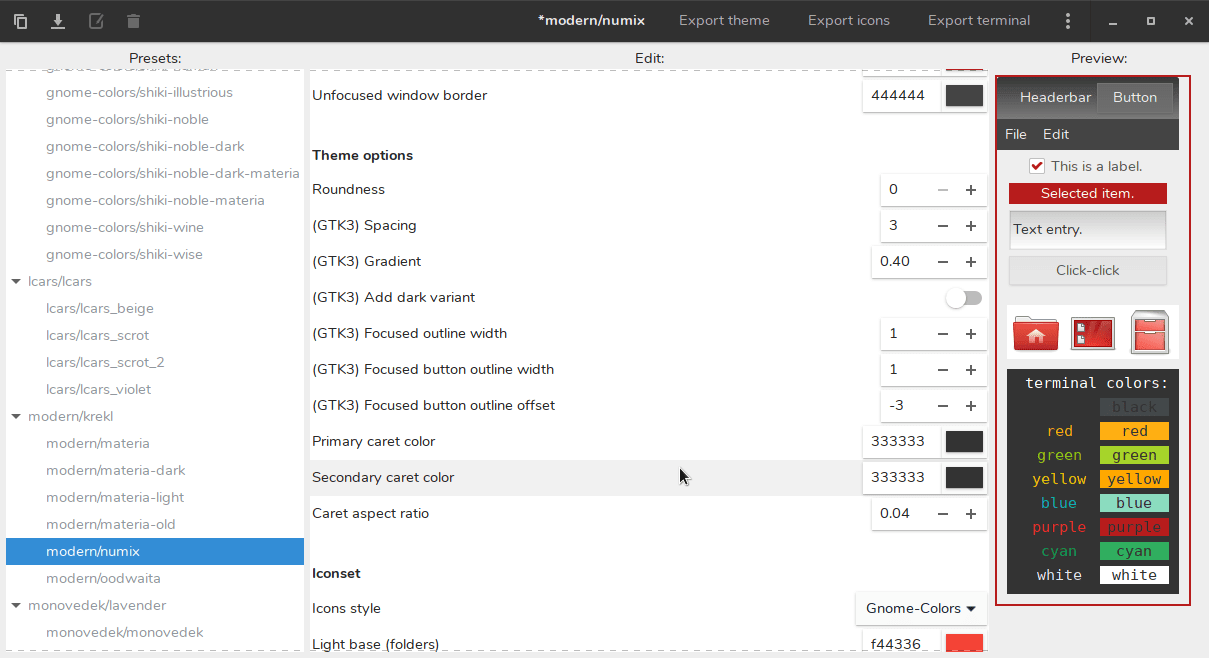 *modern/numix Export theme Export icons Export terminal
Presets:
gnome-colors/shiki-illustrious
gnome-colors/shiki-noble
gnome-colors/shiki-noble-dark
gnome-colors/shiki-noble-dark-materia
gnome-colors/shiki-noble-materia
gnome-colors/shiki-wine
gnome-colors/shiki-wise
lcars/lcars
lcars/lcars_beige
lcars/lcars_scrot
lcars/lcars_scrot_2
lcars/lcars_violet
modern/krekl
modern/materia
modern/materia-dark
modern/materia-light
modern/materia-old
modern/numix
modern/oodwaita
monovedek/lavender
monovedek/monovedek
Edit:
Unfocused window border 444444
Theme options
Roundness 0
(GTK3) Spacing 3
(GTK3) Gradient 0.40
(GTK3) Add dark variant
(GTK3) Focused outline width 1
(GTK3) Focused button outline width 1
(GTK3) Focused button outline offset -3
Primary caret color 333333
Secondary caret color 333333
Caret aspect ratio 0.04
Iconset
Icons style Gnome-Colors
Light base (folders) f44336
Preview:
Headerbar Button
File Edit
This is a label.
Selected item.
Text entry.
Click-click
terminal colors:
black
red red
green green
yellow yellow
blue blue
purple purple
cyan cyan
white white